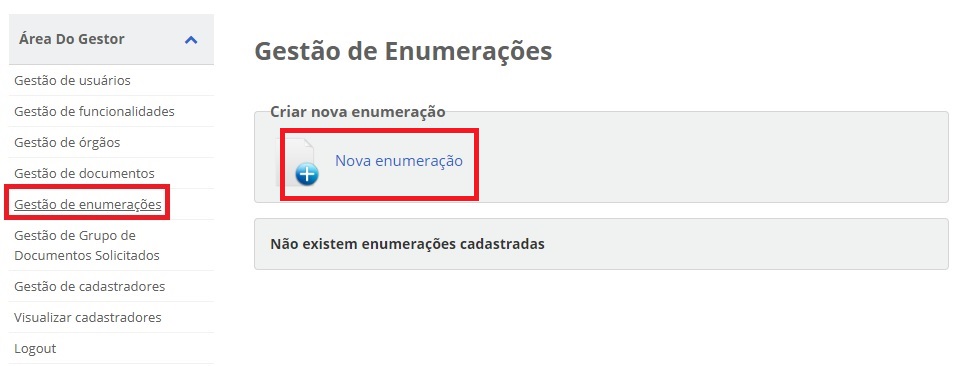 Área Do Gestor
Gestão de usuários
Gestão de funcionalidades
Gestão de órgãos
Gestão de documentos
Gestão de enumerações
Gestão de Grupo de
Documentos Solicitados
Gestão de cadastradores
Visualizar cadastradores
Logout
Gestão de Enumerações
Criar nova enumeração
Nova enumeração
Não existem enumerações cadastradas